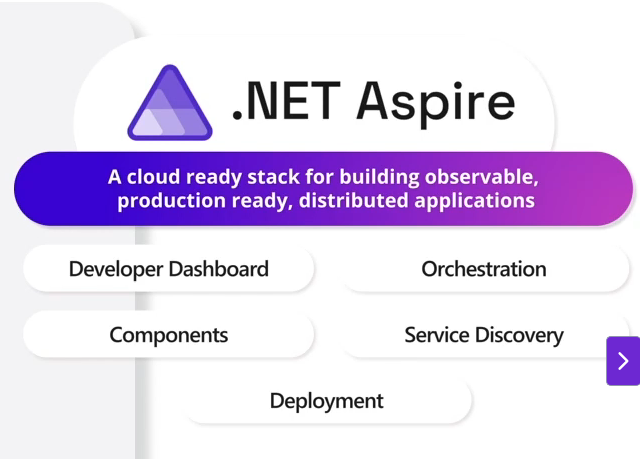 .NET Aspire
A cloud ready stack for building observable,
production ready, distributed applications
Developer Dashboard
Orchestration
Components
Service Discovery
Deployment